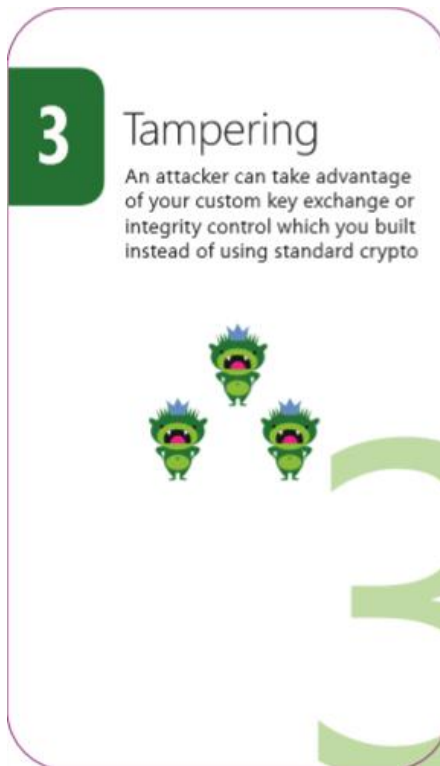 3
Tampering
An attacker can take advantage
of your custom key exchange or
integrity control which you built
instead of using standard crypto
3